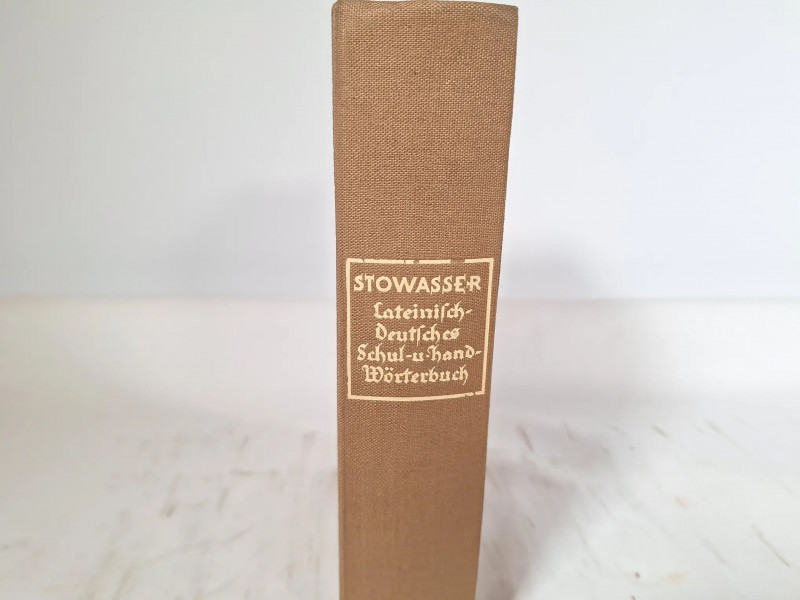 STOWASSER
Lateinisch-
Deutsches
Schul-u-Hand-
Wörterbuch